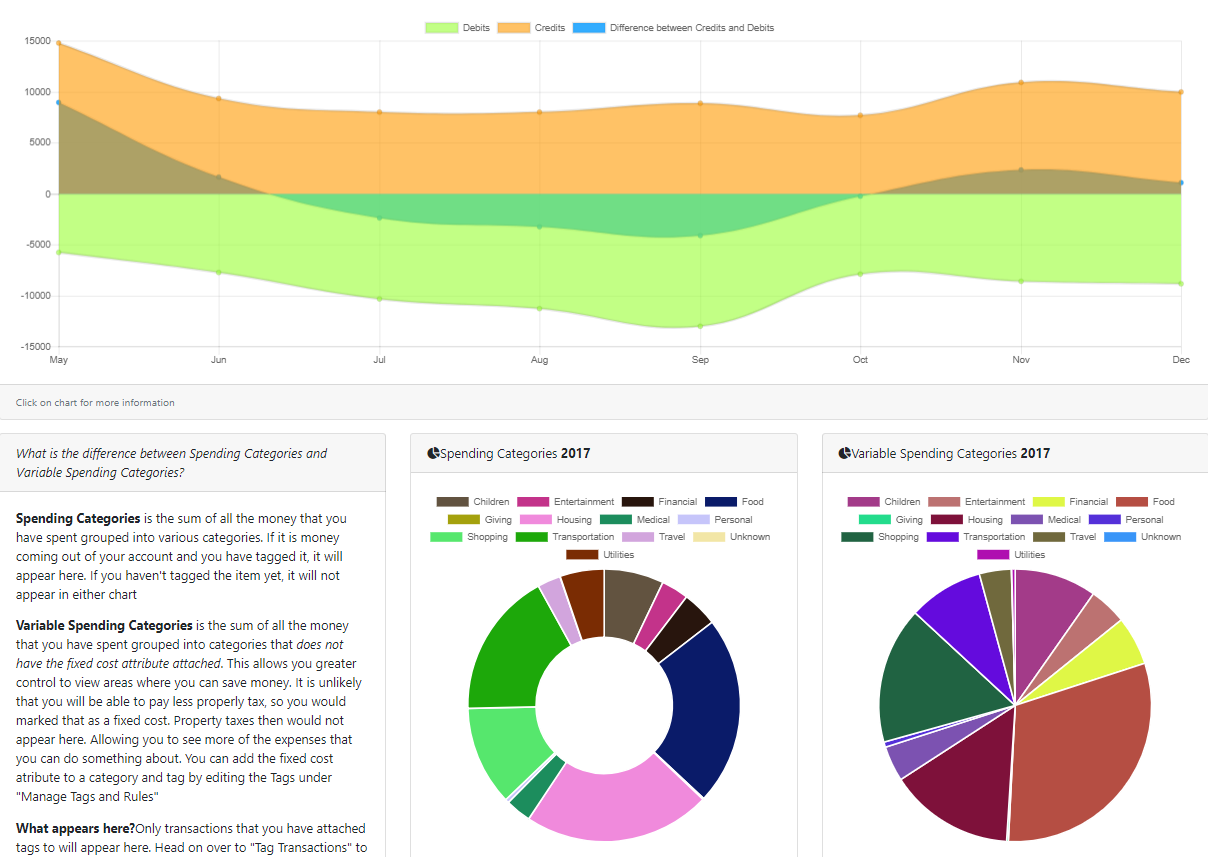 Debits Credits Difference between Credits and Debits
15000
10000
5000
0
-5000
-10000
-15000
May Jun Jul Aug Sep Oct Nov Dec
Click on chart for more information
What is the difference between Spending Categories and
Variable Spending Categories?
Spending Categories is the sum of all the money that you
have spent grouped into various categories. If it is money
coming out of your account and you have tagged it, it will
appear here. If you haven't tagged the item yet, it will not
appear in either chart
Variable Spending Categories is the sum of all the money
that you have spent grouped into categories that does not
have the fixed cost attribute attached. This allows you greater
control to view areas where you can save money. It is unlikely
that you will be able to pay less properly tax, so you would
marked that as a fixed cost. Property taxes then would not
appear here. Allowing you to see more of the expenses that
you can do something about. You can add the fixed cost
atribute to a category and tag by editing the Tags under
"Manage Tags and Rules"
What appears here?Only transactions that you have attached
tags to will appear here. Head on over to "Tag Transactions" to
Spending Categories 2017
Children Entertainment Financial Food
Giving Housing Medical Personal
Shopping Transportation Travel Unknown
Utilities
Variable Spending Categories 2017
Children Entertainment Financial Food
Giving Housing Medical Personal
Shopping Transportation Travel Unknown
Utilities